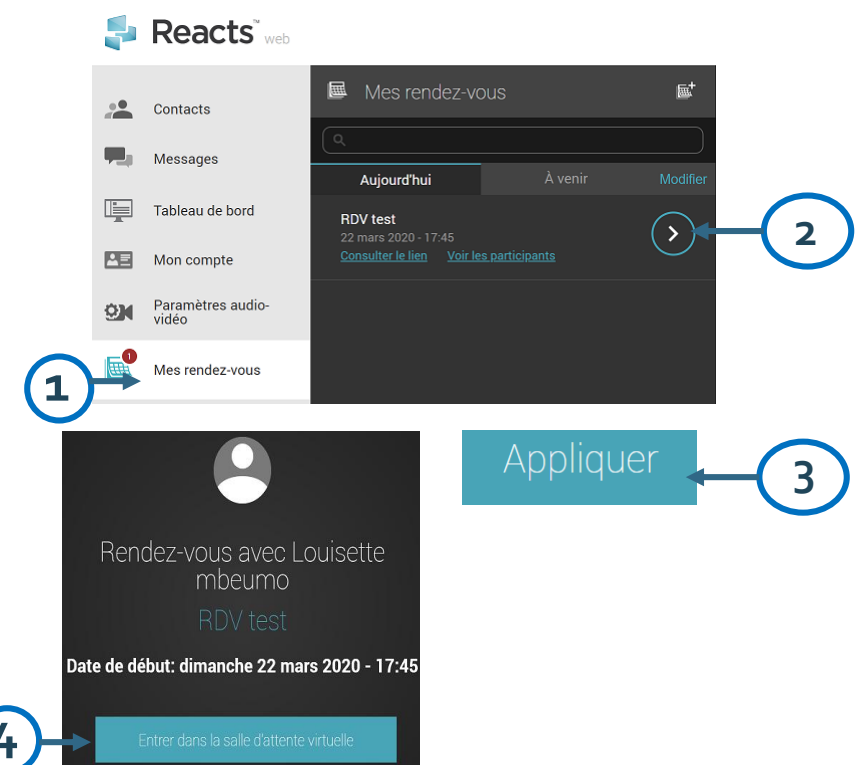 Reacts™ web
Contacts
Messages
Tableau de bord
Mon compte
Paramètres audio-
vidéo
1
Mes rendez-vous
1
Mes rendez-vous
Aujourd'hui
À venir
Modifier
RDV test
22 mars 2020 - 17:45
Consulter le lien
Voir les participants
2
Appliquer
3
Rendez-vous avec Louisette
mbeumo
RDV test
Date de début: dimanche 22 mars 2020 - 17:45
Entrer dans la salle d'attente virtuelle
4